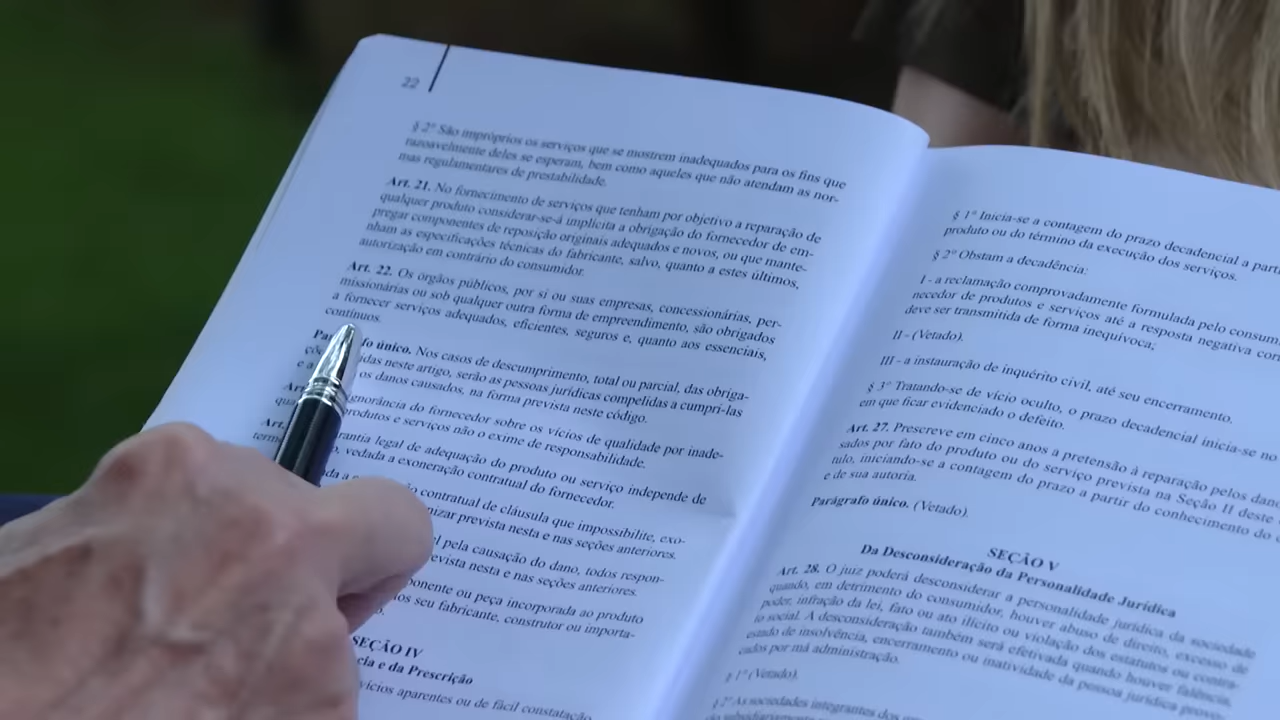 22
§ 2º São impróprios os serviços que se mostrem inadequados para os fins que
razoavelmente deles se esperam, bem como aqueles que não atendam as nor-
mas regulamentares de prestabilidade.
Art. 21. No fornecimento de serviços que tenham por objetivo a reparação de
qualquer produto considerar-se-á implícita a obrigação do fornecedor de em-
pregar componentes de reposição originais adequados e novos, ou que mante-
nham as especificações técnicas do fabricante, salvo, quanto a estes últimos,
autorização em contrário do consumidor.
Art. 22. Os órgãos públicos, por si ou suas empresas, concessionárias, per-
missionárias ou sob qualquer outra forma de empreendimento, são obrigados
a fornecer serviços adequados, eficientes, seguros e, quanto aos essenciais,
contínuos.
único. Nos casos de descumprimento, total ou parcial, das obriga-
neste artigo, serão as pessoas jurídicas compelidas a cumpri-las
e a os danos causados, na forma prevista neste código.
ignorância do fornecedor sobre os vícios de qualidade por inade-
produtos e serviços não o exime de responsabilidade.
legal de adequação do produto ou serviço independe de
vedada a exoneração contratual do fornecedor.
contratual de cláusula que impossibilite, exo-
prevista nesta e nas seções anteriores.
pela causação do dano, todos respon-
nesta e nas seções anteriores.
ou peça incorporada ao produto
seu fabricante, construtor ou importa-
SEÇÃO IV
e da Prescrição
vícios aparentes ou de fácil constatação
§ 1º Inicia-se a contagem do prazo decadencial a
produto ou do término da execução dos serviços.
§ 2º Obstam a decadência:
I - a reclamação comprovadamente formulada pelo
necedor de produtos e serviços até a resposta negativa
deve ser transmitida de forma inequívoca;
II - (Vetado).
III - a instauração de inquérito civil, até seu encerramento.
§ 3º Tratando-se de vício oculto, o prazo decadencial inicia-se no
em que ficar evidenciado o defeito.
Art. 27. Prescreve em cinco anos a pretensão à reparação pelos
sados por fato do produto ou do serviço prevista na Seção II deste
tulo, iniciando-se a contagem do prazo a partir do conhecimento do
e de sua autoria.
Parágrafo único. (Vetado).
SEÇÃO V
Da Desconsideração da Personalidade Jurídica
Art. 28. O juiz poderá desconsiderar a personalidade jurídica da sociedade
quando, em detrimento do consumidor, houver abuso de direito, excesso de
poder, infração da lei, fato ou ato ilícito ou violação dos estatutos ou contra-
to social. A desconsideração também será efetivada quando houver falência,
estado de insolvência, encerramento ou inatividade da pessoa jurídica
cados por má administração.
§ 1º (Vetado).
§ 2º As sociedades integrantes dos